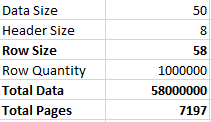 Data Size 50
Header Size 8
Row Size 58
Row Quantity 1000000
Total Data 58000000
Total Pages 7197